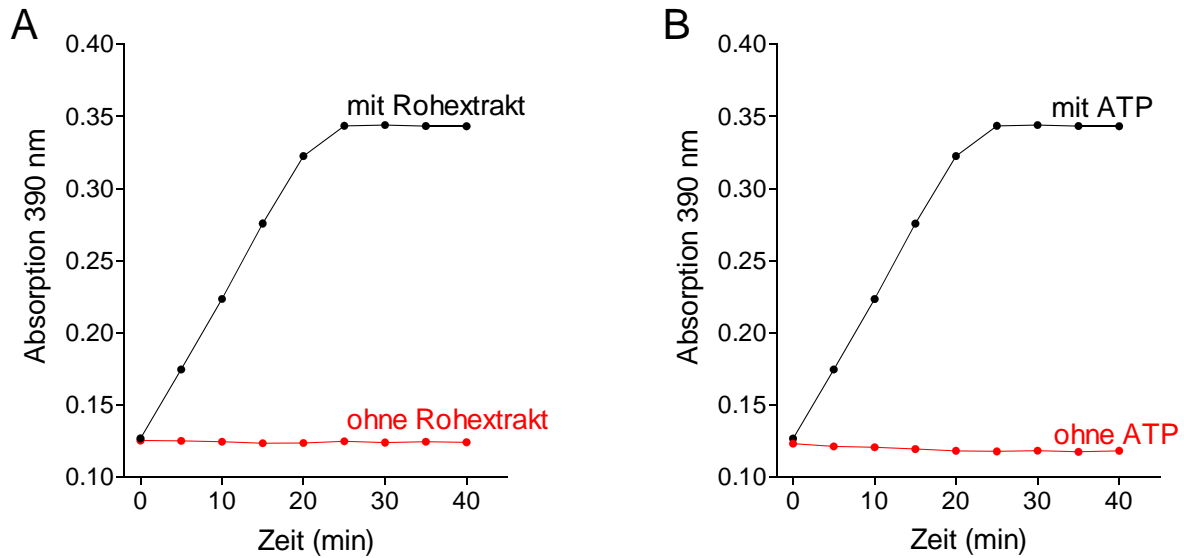 A
Absorption 390 nm
0.40
0.35
0.30
0.25
0.20
0.15
0.10
mit Rohextrakt
ohne Rohextrakt
0
10
20
30
40
Zeit (min)
B
Absorption 390 nm
0.40
0.35
0.30
0.25
0.20
0.15
0.10
mit ATP
ohne ATP
0
10
20
30
40
Zeit (min)